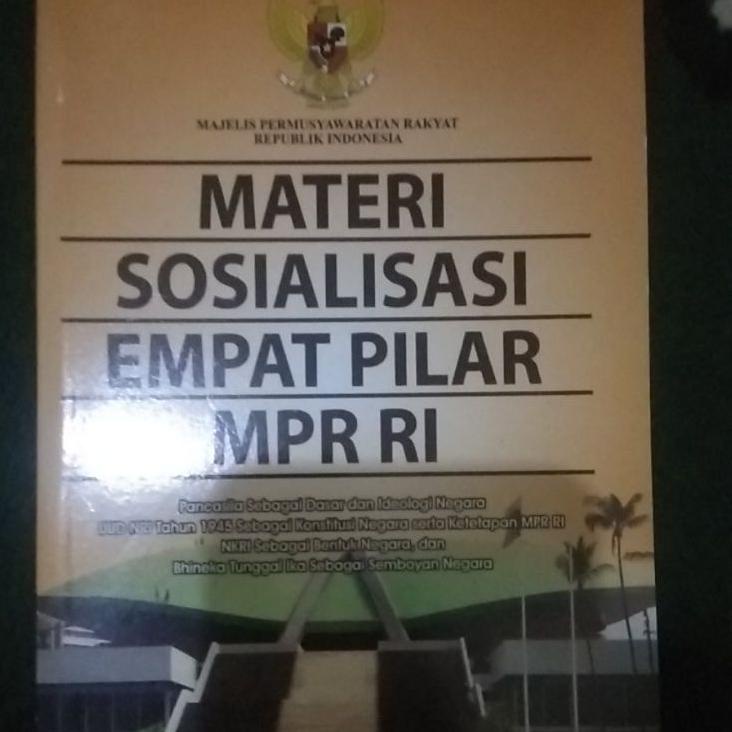 MAJELIS PERMUSYAWARATAN RAKYAT
REPUBLIK INDONESIA
MATERI
SOSIALISASI
EMPAT PILAR
MPR RI
Pancasila Sebagai Dasar dan Ideologi Negara
UUD NRI Tahun 1945 Sebagai Konstitusi Negara serta Ketetapan MPR RI
NKRI Sebagai Bentuk Negara, dan
Bhineka Tunggal Ika Sebagai Semboyan Negara